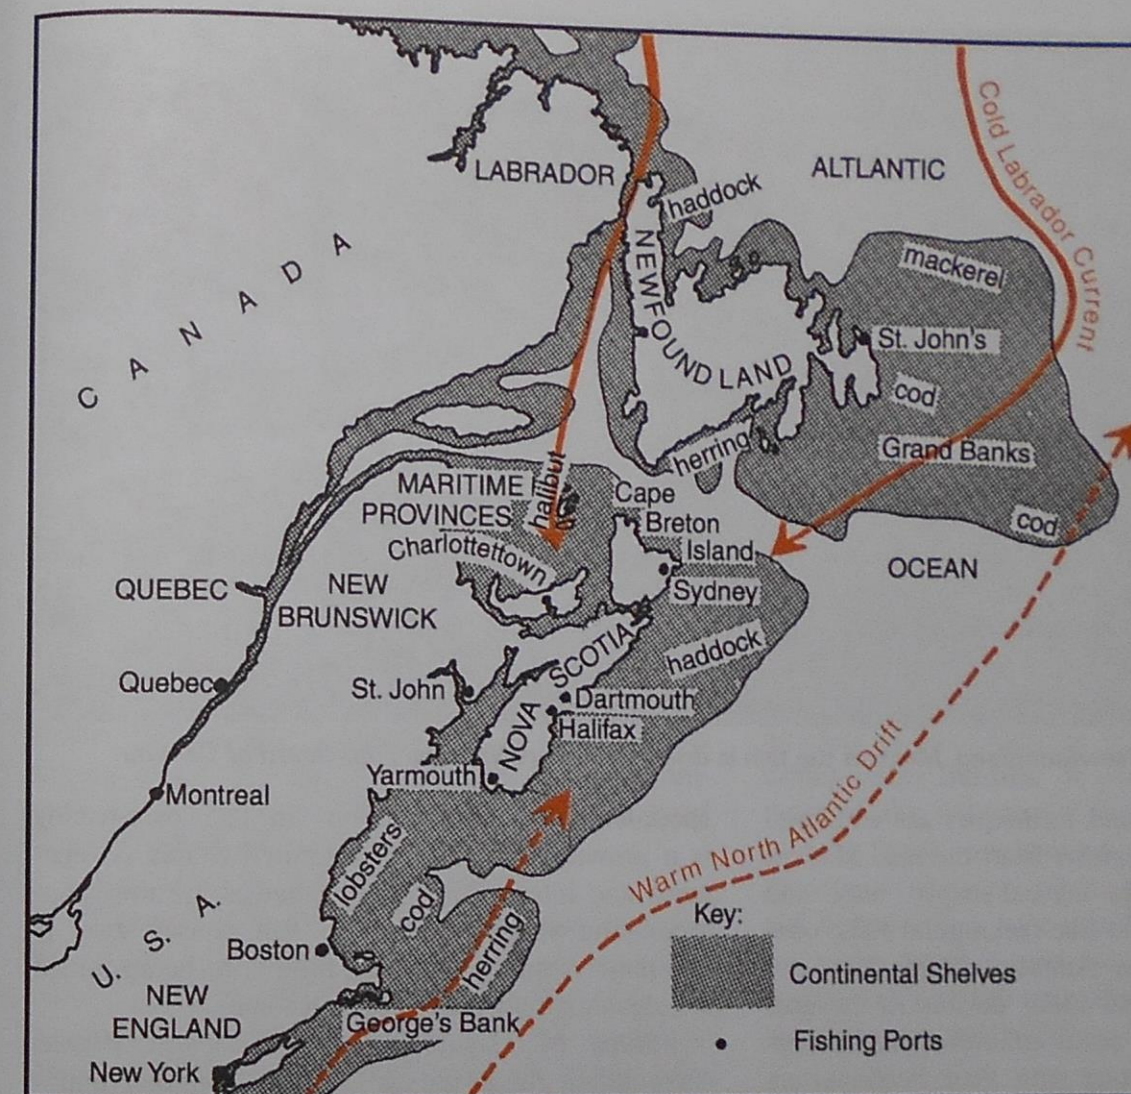 LABRADOR
ALTLANTIC
Cold Labrador Current
haddock
mackerel
CANADA
NEWFOUNDLAND
St. John's
cod
Grand Banks
herring
cod
OCEAN
MARITIME
PROVINCES
halibut
Cape
Breton
Island
Charlottettown
Sydney
QUEBEC
NEW
BRUNSWICK
haddock
Quebec
St. John
NOVA SCOTIA
Dartmouth
Halifax
Yarmouth
Montreal
Warm North Atlantic Drift
lobsters
cod
herring
U. S. A.
Boston
NEW
ENGLAND
George's Bank
New York
Key:
Continental Shelves
Fishing Ports